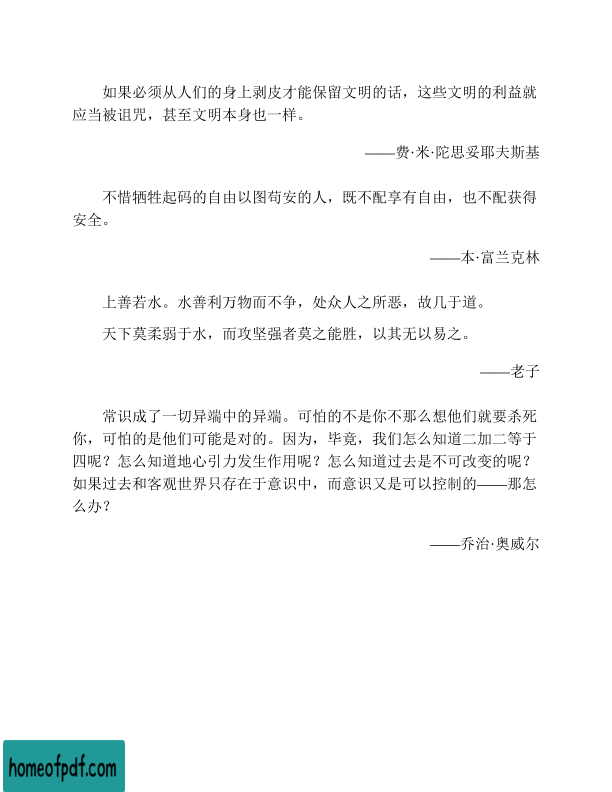 如果必须从人们的身上剥皮才能保留文明的话，这些文明的利益就
应当被诅咒，甚至文明本身也一样。
——费·米·陀思妥耶夫斯基
不惜牺牲起码的自由以图苟安的人，既不配享有自由，也不配获得
安全。
——本·富兰克林
上善若水。水善利万物而不争，处众人之所恶，故几于道。
天下莫柔弱于水，而攻坚强者莫之能胜，以其无以易之。
——老子
常识成了一切异端中的异端。可怕的不是你不那么想他们就要杀死
你，可怕的是他们可能是对的。因为，毕竟，我们怎么知道二加二等于
四呢？怎么知道地心引力发生作用呢？怎么知道过去是不可改变的呢？
如果过去和客观世界只存在于意识中，而意识又是可以控制的——那怎
么办？
——乔治·奥威尔
homeofpdf.com